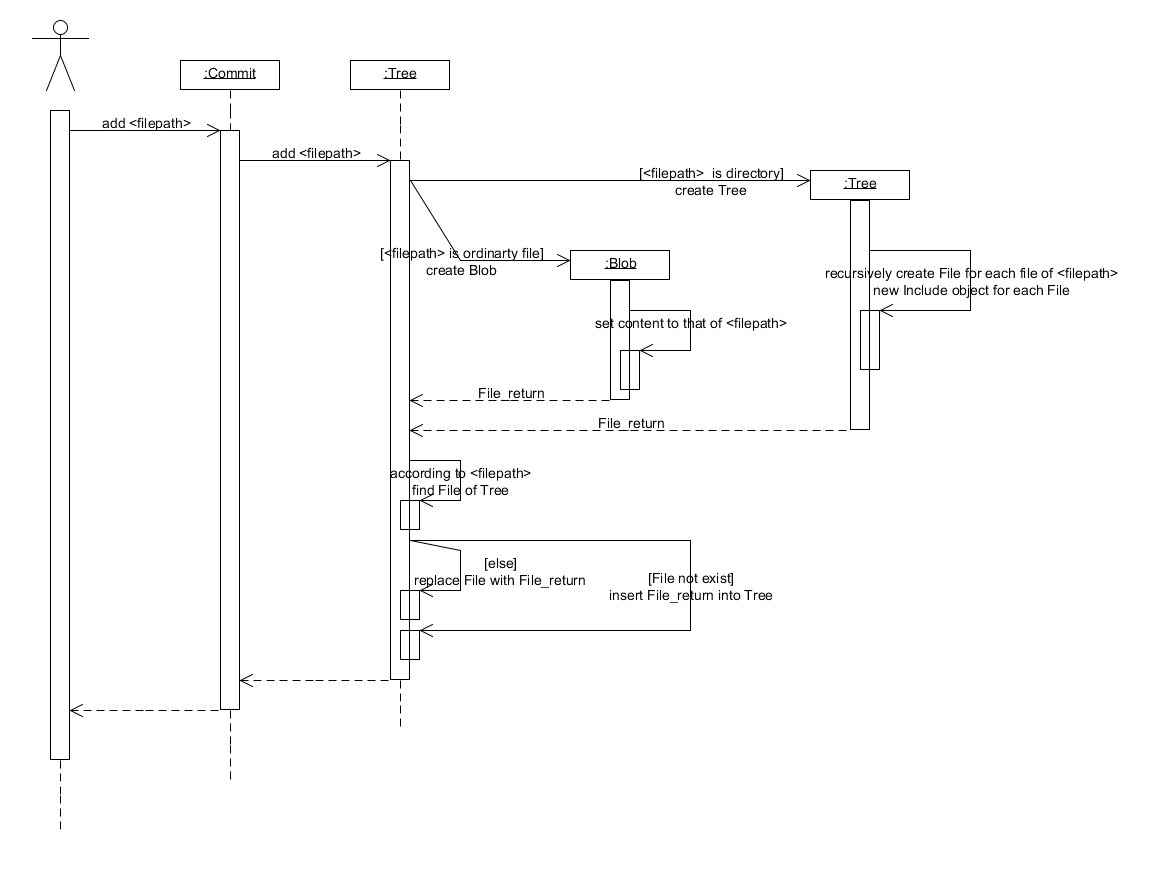 :Commit
:Tree
add <filepath>
add <filepath>
[<filepath>  is directory]
create Tree
:Tree
[<filepath> is ordinarty file]
create Blob
:Blob
recursively create File for each file of <filepath>
new Include object for each File
set content to that of <filepath>
File_return
File_return
according to <filepath>
find File of Tree
[else]
replace File with File_return
[File not exist]
insert File_return into Tree